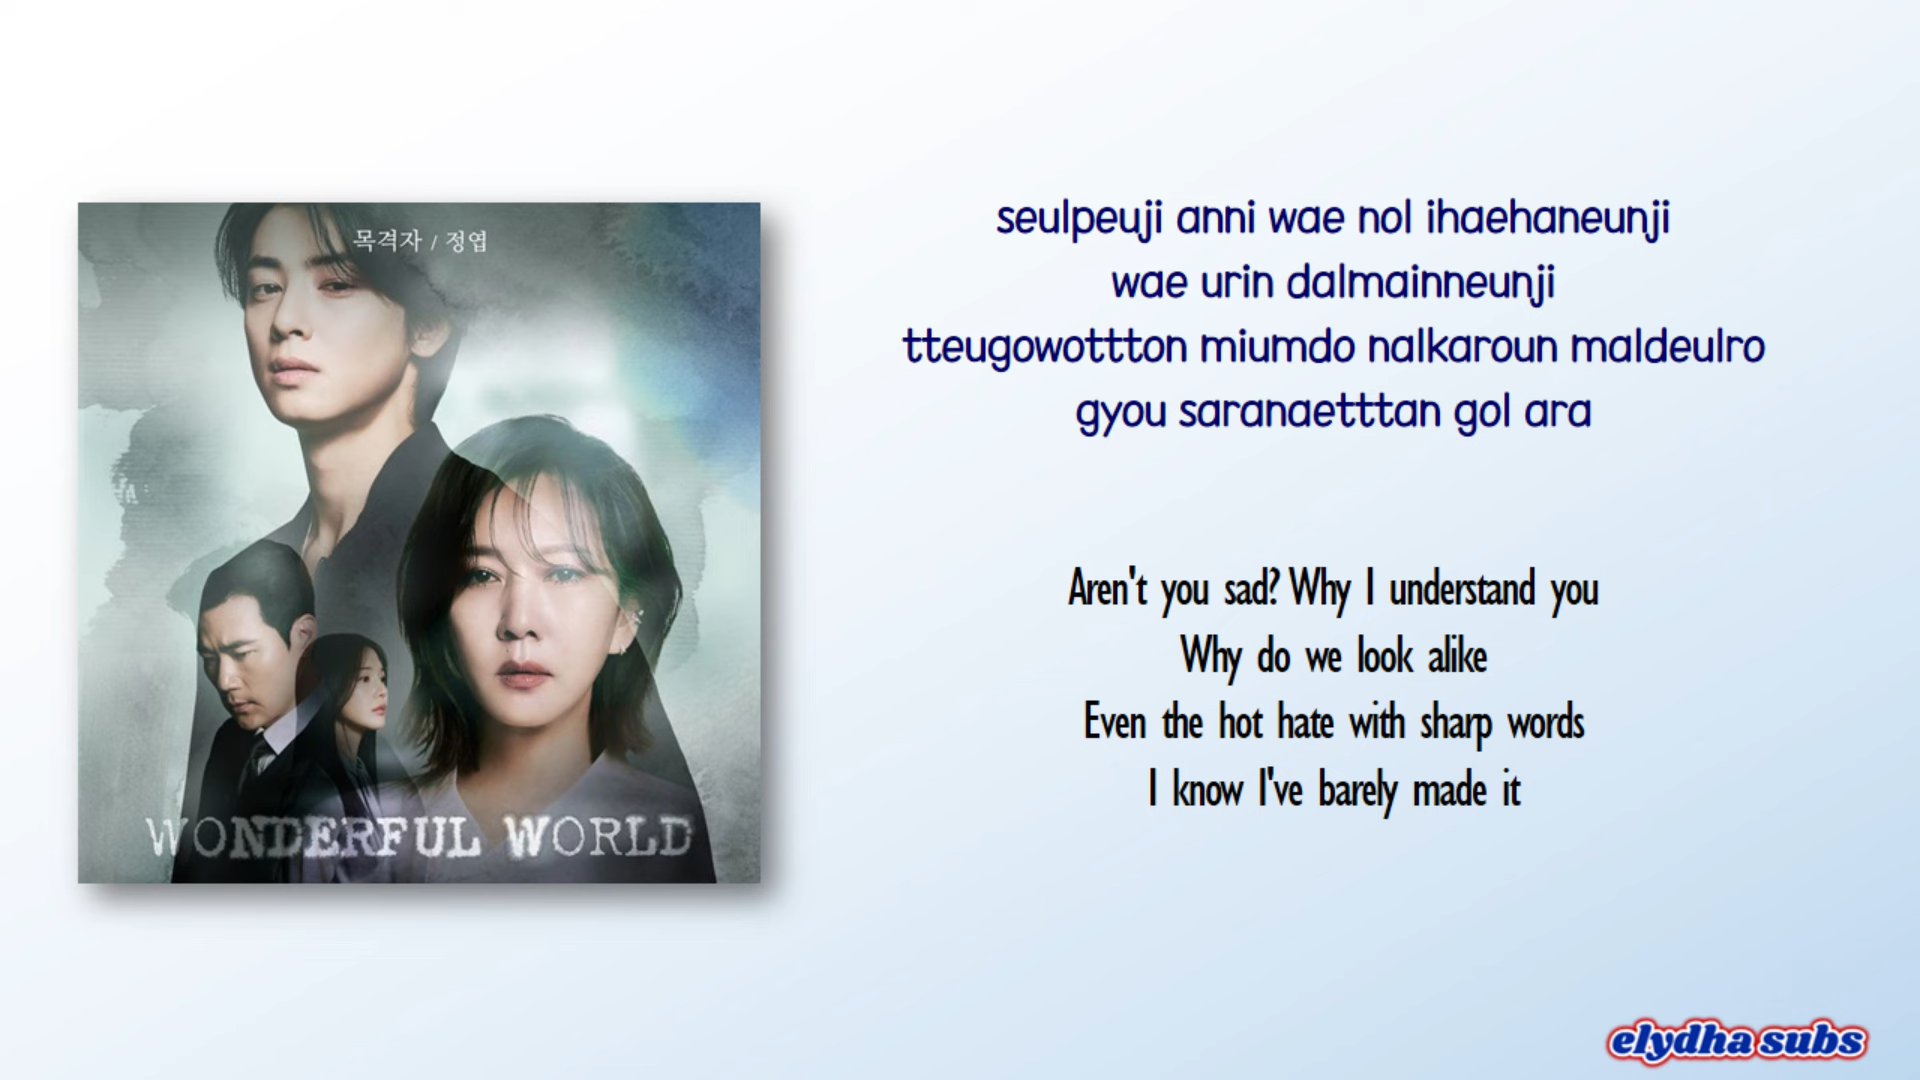 목격자 / 정엽
WONDERFUL WORLD
seulpeuji anni wae nol ihaehaneunji
wae urin dalmainneunji
tteugowottton miumdo nalkaroun maldeulro
gyou saranaetttan gol ara
Aren't you sad? Why I understand you
Why do we look alike
Even the hot hate with sharp words
I know I've barely made it
elydha subs